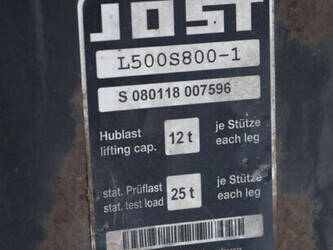 JOST
L500S800-1
S 080118 007596
Hublast 12 t je Stütze
lifting cap. each leg
stat. Prüflast 25 t je Stütze
stat. test load each leg